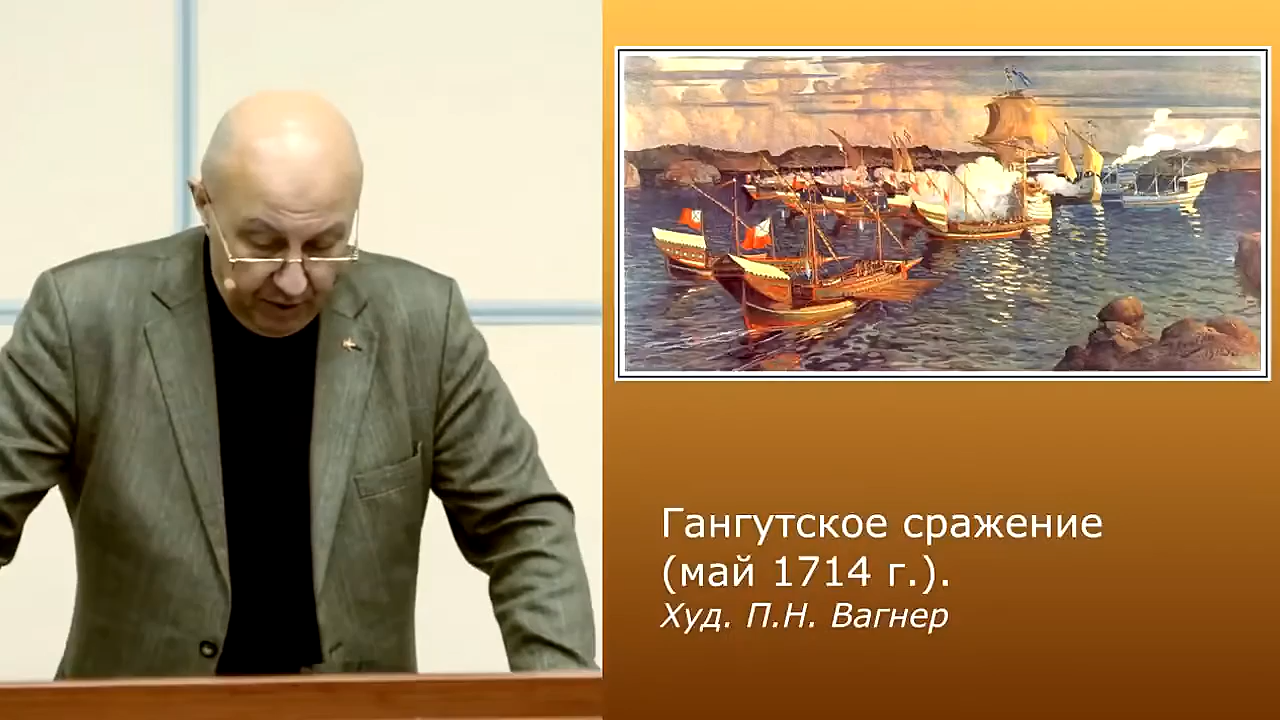 Гангутское сражение
(май 1714 г.).
Худ. П.Н. Вагнер